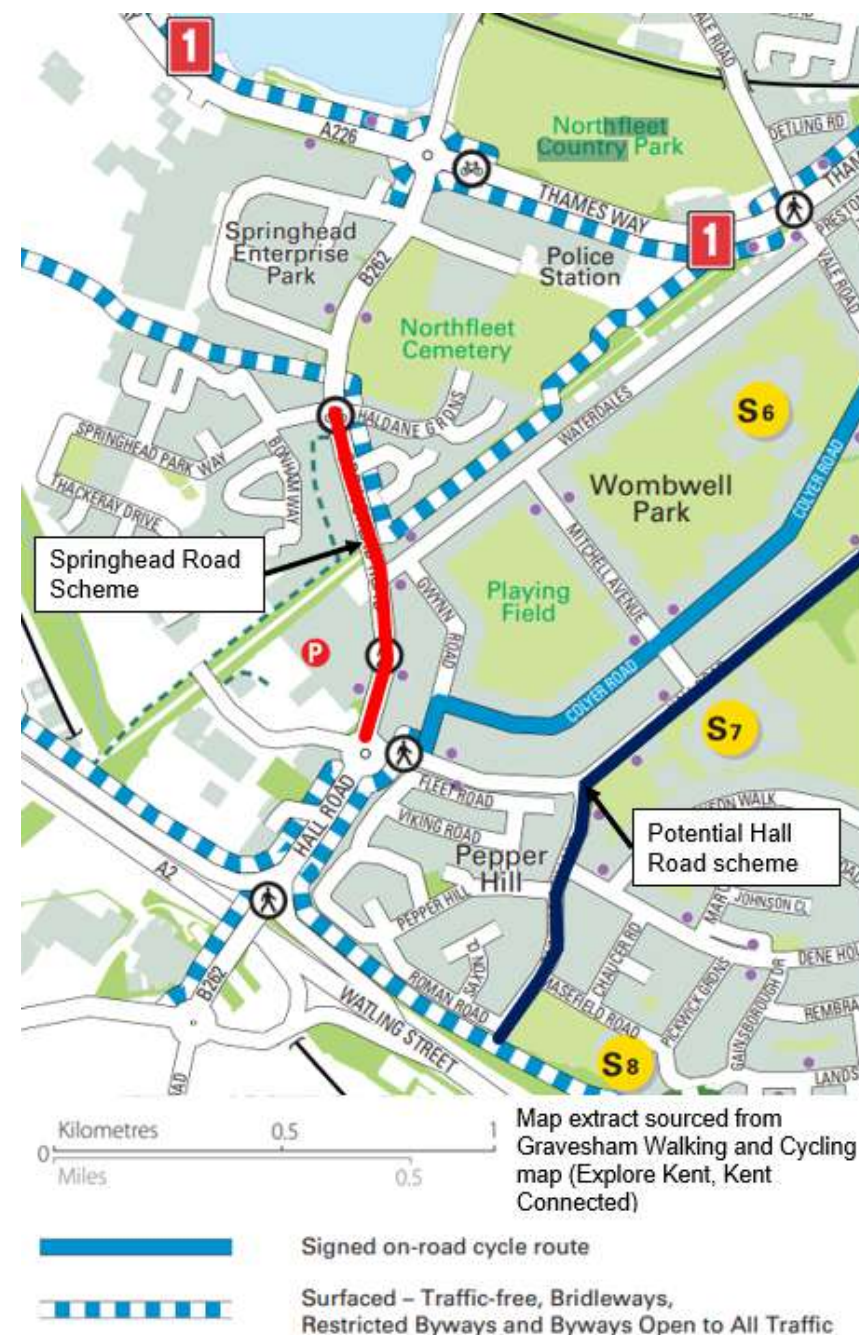 1
A226
Northfleet
Country Park
DETLING RD
THAMES WAY
1
Springhead
Enterprise
Park
B262
Police
Station
VALE ROAD
Northfleet
Cemetery
WATERDALES
S6
HALDANE GRDNS
SPRINGHEAD PARK WAY
BONHAM WAY
THACKERAY DRIVE
Wombwell
Park
COLYER ROAD
MITCHELL AVENUE
Springhead Road
Scheme
GWYNN
ROAD
Playing
Field
P
COLYER ROAD
S7
HALL ROAD
FLEET ROAD
VIKING ROAD
Pepper
Hill
Potential Hall
Road scheme
JOHNSON CL
A2
PEPPER HILL
CHAUCER RD
B262
ROMAN ROAD
SAXON CL
MASEFIELD ROAD
PICKWICK GRDNS
GAINSBOROUGH DR
WATLING STREET
S8
Kilometres
0.5
1
0
Miles
0.5
Map extract sourced from
Gravesham Walking and Cycling
map (Explore Kent, Kent
Connected)
Signed on-road cycle route
Surfaced – Traffic-free, Bridleways,
Restricted Byways and Byways Open to All Traffic